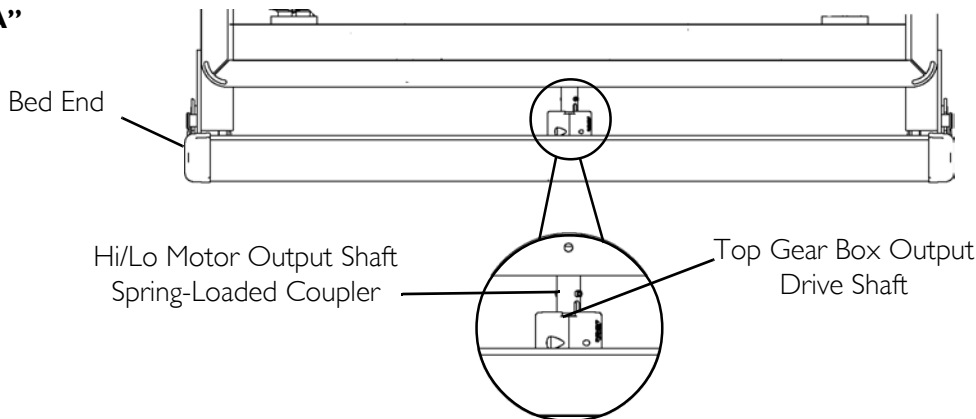 A”
Bed End
Hi/Lo Motor Output Shaft
Spring-Loaded Coupler
Top Gear Box Output
Drive Shaft